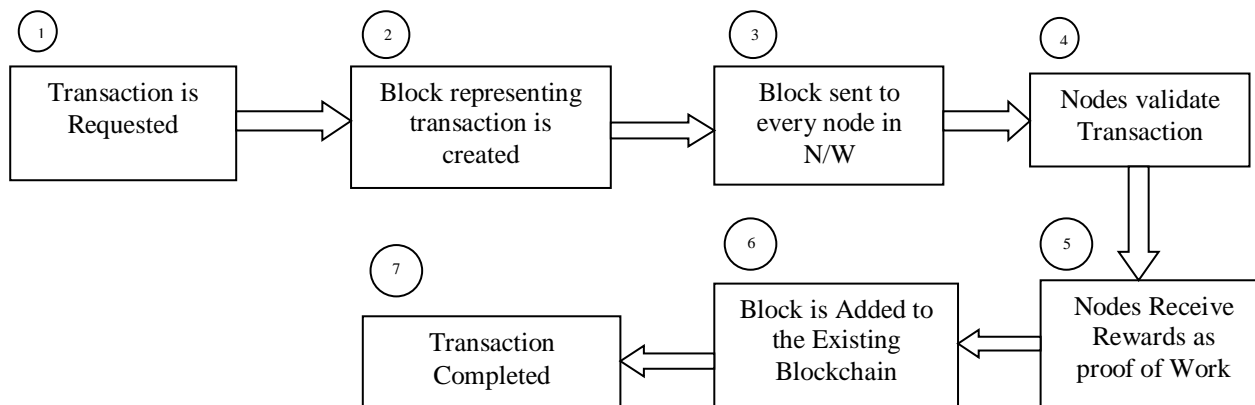 1
Transaction is
Requested
2
Block representing
transaction is
created
3
Block sent to
every node in
N/W
4
Nodes validate
Transaction
5
Nodes Receive
Rewards as
proof of Work
6
Block is Added to
the Existing
Blockchain
7
Transaction
Completed